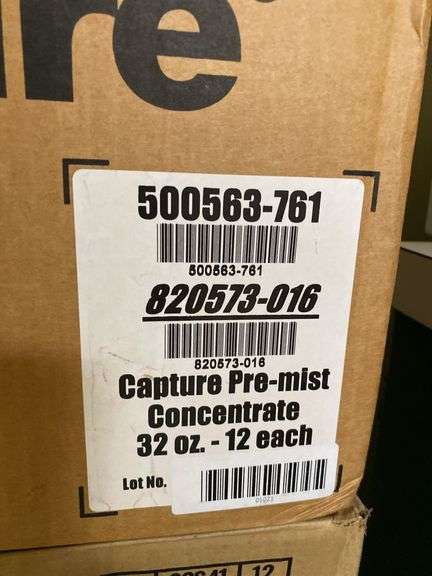 ure
500563-761
500563-761
820573-016
820573-016
Capture Pre-mist
Concentrate
32 oz. - 12 each
Lot No.
12